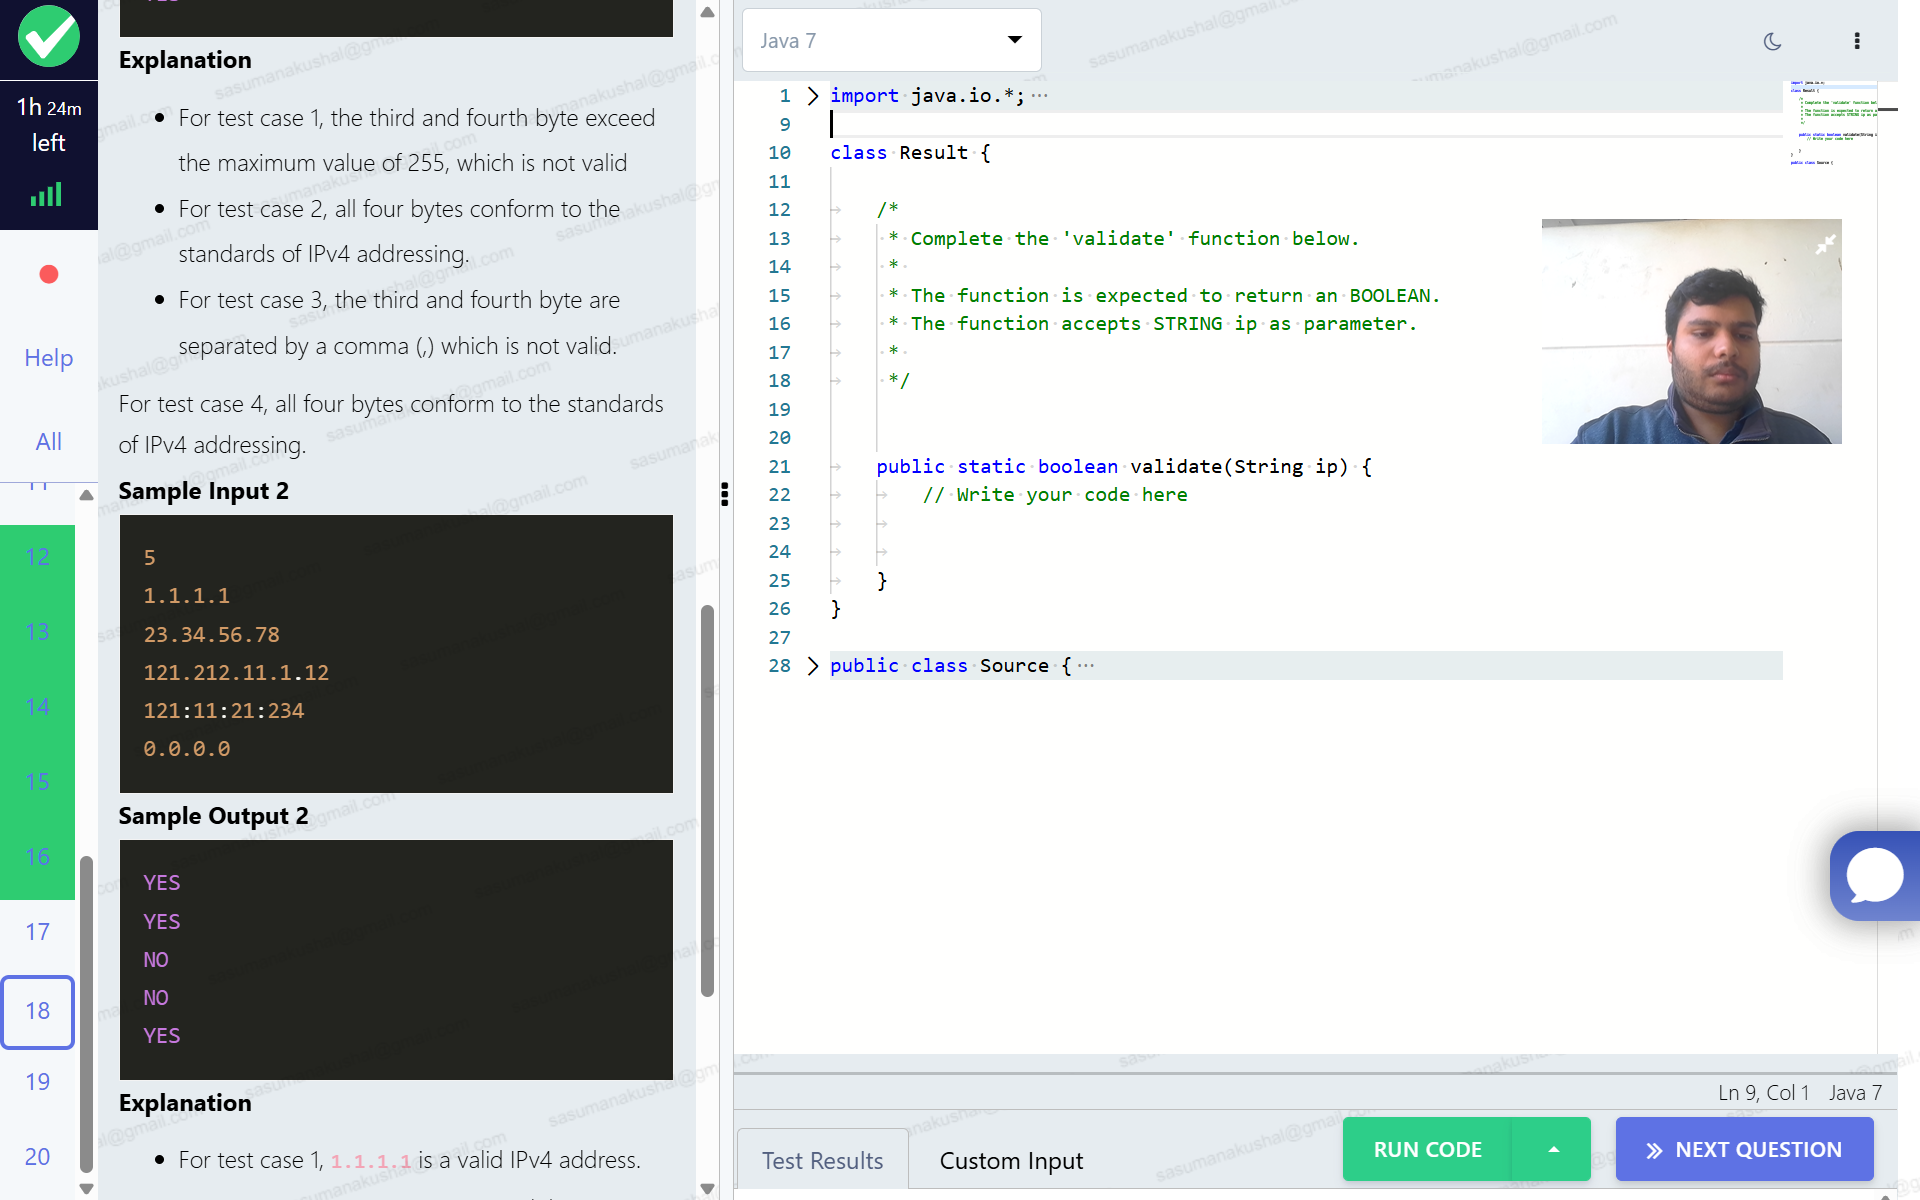 1h 24m
left
Help
All
12
13
14
15
16
17
18
19
20
Explanation
For test case 1, the third and fourth byte exceed
the maximum value of 255, which is not valid
For test case 2, all four bytes conform to the
standards of IPv4 addressing.
For test case 3, the third and fourth byte are
separated by a comma (,) which is not valid.
For test case 4, all four bytes conform to the standards
of IPv4 addressing.
Sample Input 2
5
1.1.1.1
23.34.56.78
121.212.11.1.12
121:11:21:234
0.0.0.0
Sample Output 2
YES
YES
NO
NO
YES
Explanation
For test case 1, 1.1.1.1 is a valid IPv4 address.
Java 7
1 import java.io.*; ···
9
10 class Result {
11
12 /*
13 * Complete the 'validate' function below.
14 *
15 * The function is expected to return an BOOLEAN.
16 * The function accepts STRING ip as parameter.
17 *
18 */
19
20
21 public static boolean validate(String ip) {
22 // Write your code here
23
24
25 }
26 }
27
28 public class Source { ···
Ln 9, Col 1 Java 7
Test Results
Custom Input
RUN CODE
NEXT QUESTION
sasumanakushal@gmail.com